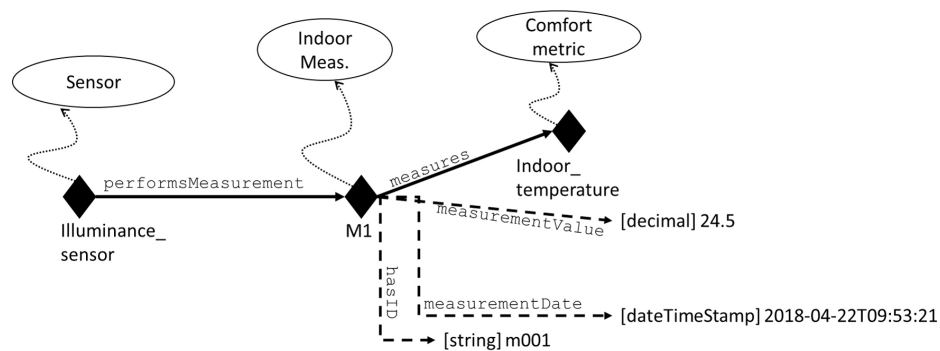 Sensor
Indoor
Meas.
Comfort
metric
performsMeasurement
measures
Illuminance_
sensor
M1
Indoor_
temperature
measurementValue
[decimal] 24.5
hasID
measurementDate
[dateTimeStamp] 2018-04-22T09:53:21
[string] m001